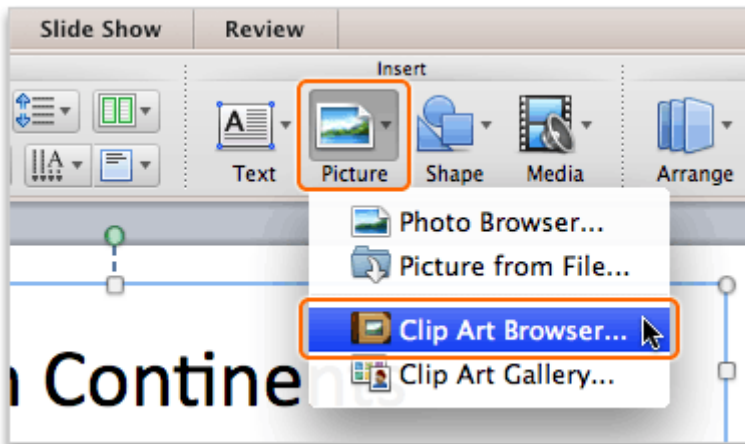 Slide Show Review
Insert
A
A
Text Picture Shape Media Arrange
Photo Browser...
Picture from File...
Clip Art Browser...
Clip Art Gallery...
Continents